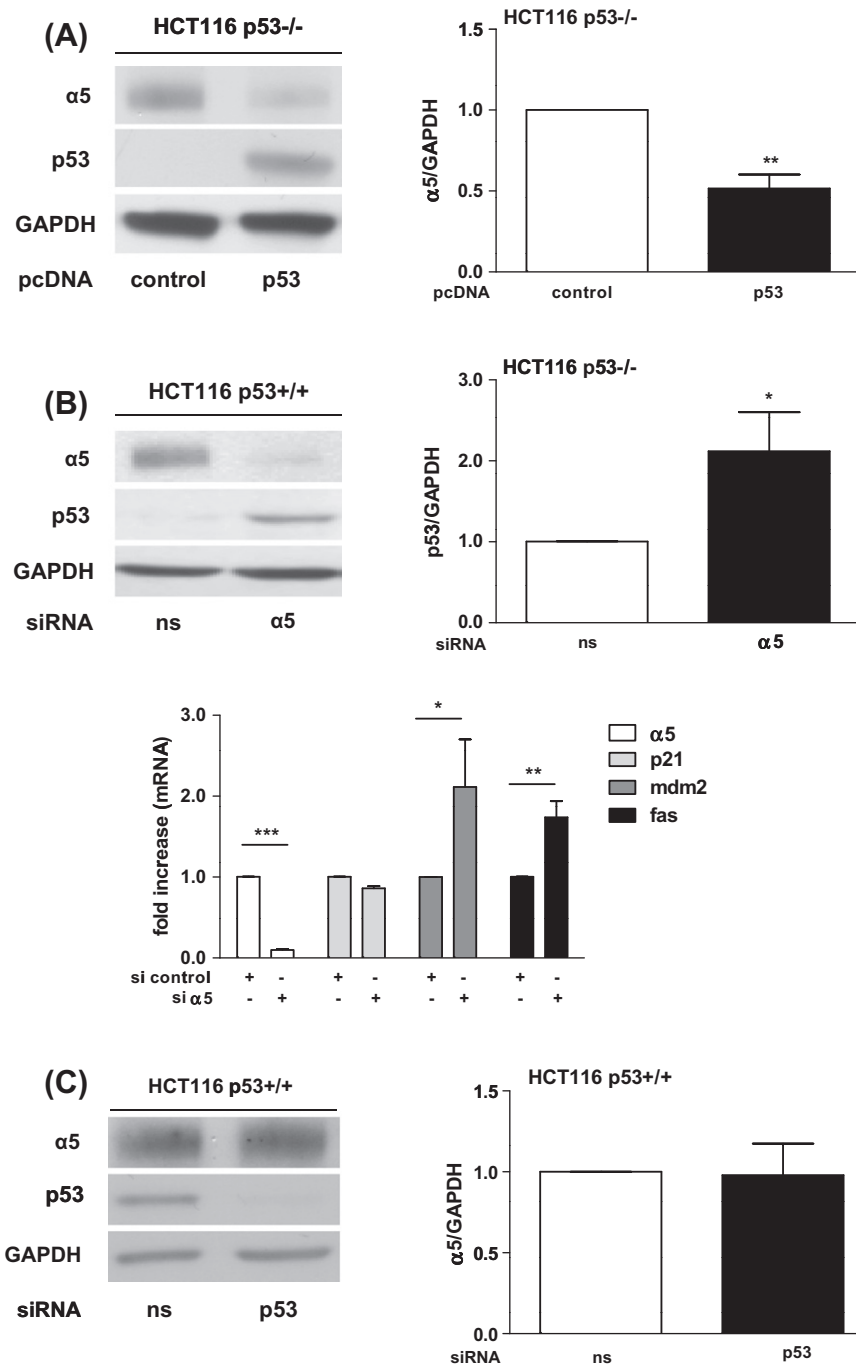 (A)
HCT116 p53-/-
α5
p53
GAPDH
pcDNA control p53
HCT116 p53-/-
α5/GAPDH
1.5
1.0
0.5
0.0
**
pcDNA control p53
(B)
HCT116 p53+/+
α5
p53
GAPDH
siRNA ns α5
HCT116 p53-/-
p53/GAPDH
3.0
2.0
1.0
0.0
*
siRNA ns α5
fold increase (mRNA)
3.0
2.0
1.0
0.0
***
*
**
α5
p21
mdm2
fas
si control + - + - + - + -
si α5 - + - + - + - +
(C)
HCT116 p53+/+
α5
p53
GAPDH
siRNA ns p53
HCT116 p53+/+
α5/GAPDH
1.5
1.0
0.5
0.0
siRNA ns p53